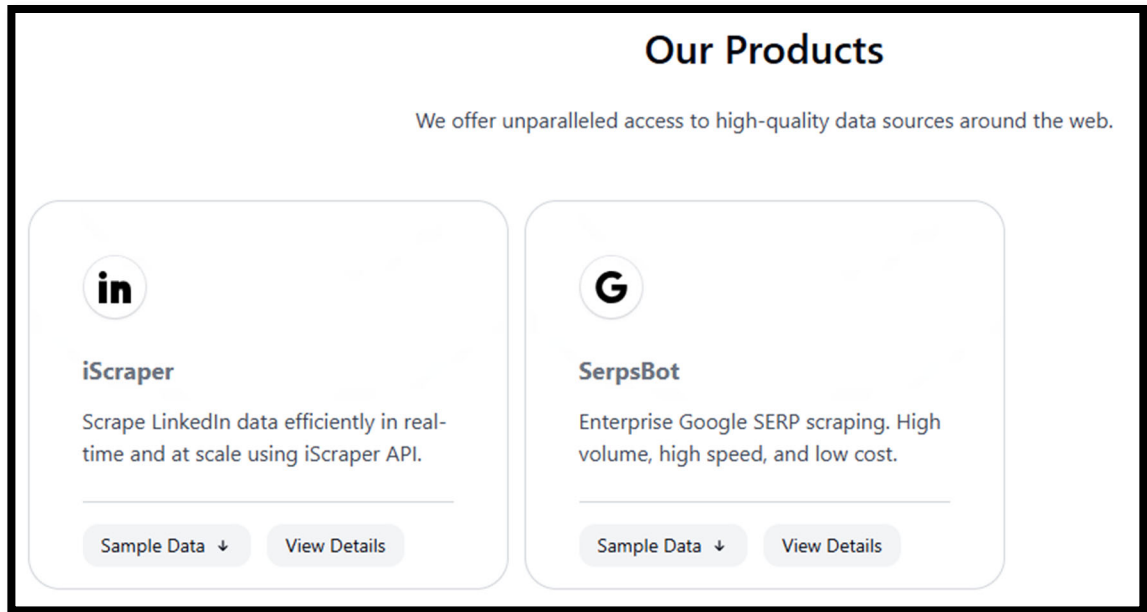 Our Products
We offer unparalleled access to high-quality data sources around the web.
in
iScraper
Scrape LinkedIn data efficiently in real-
time and at scale using iScraper API.
Sample Data ↓
View Details
G
SerpsBot
Enterprise Google SERP scraping. High
volume, high speed, and low cost.
Sample Data ↓
View Details